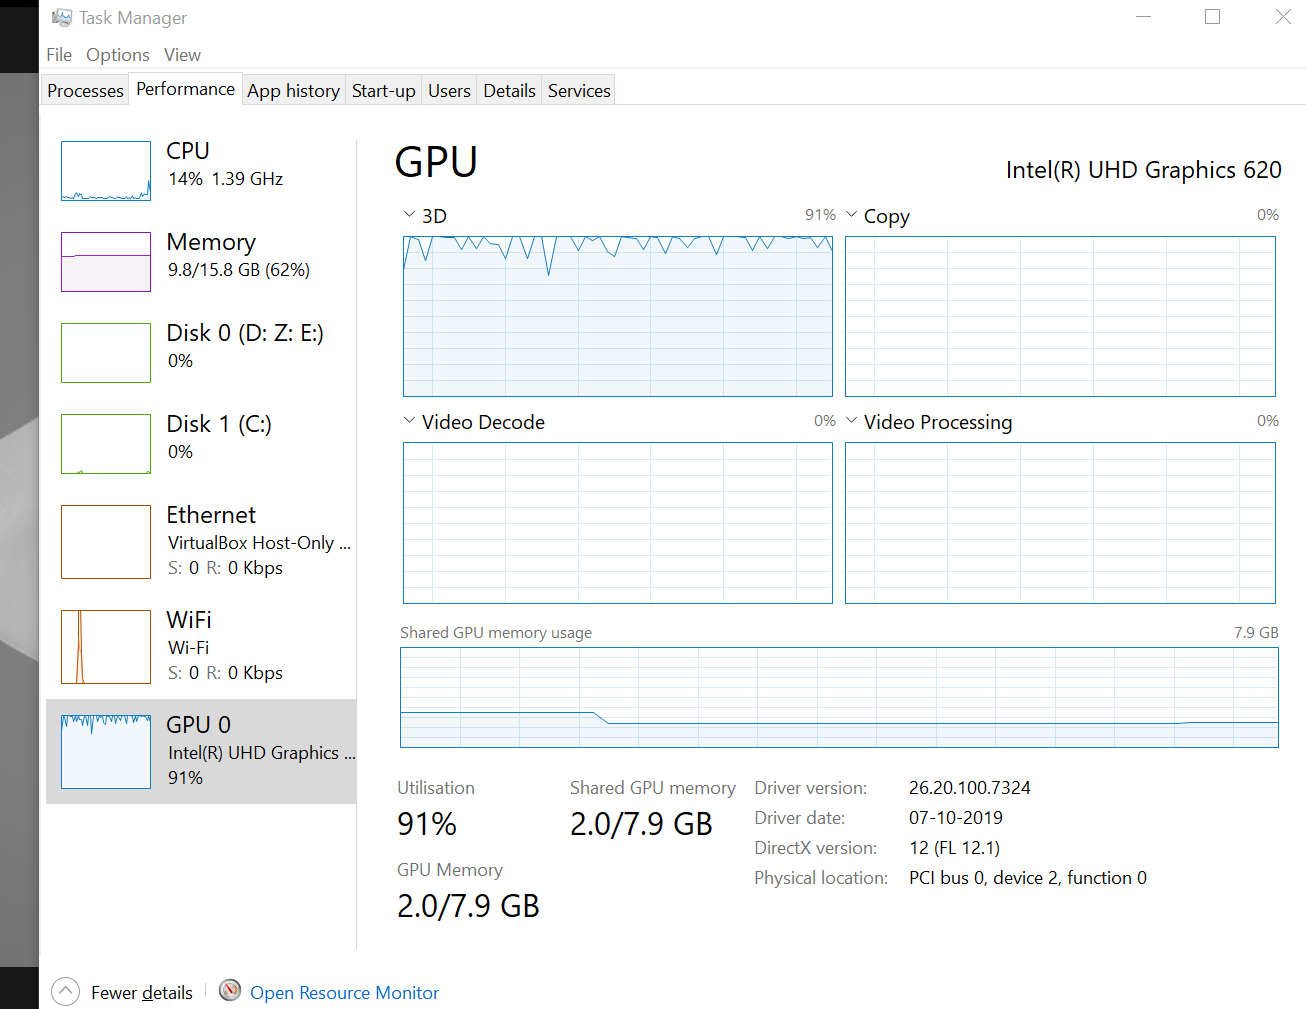 Task Manager
File Options View
Processes Performance App history Start-up Users Details Services
CPU
14% 1.39 GHz
Memory
9.8/15.8 GB (62%)
Disk 0 (D: Z: E:)
0%
Disk 1 (C:)
0%
Ethernet
VirtualBox Host-Only ...
S: 0 R: 0 Kbps
WiFi
Wi-Fi
S: 0 R: 0 Kbps
GPU 0
Intel(R) UHD Graphics ...
91%
GPU
Intel(R) UHD Graphics 620
3D 91%
Copy 0%
Video Decode 0%
Video Processing 0%
Shared GPU memory usage 7.9 GB
Utilisation
91%
Shared GPU memory
2.0/7.9 GB
GPU Memory
2.0/7.9 GB
Driver version: 26.20.100.7324
Driver date: 07-10-2019
DirectX version: 12 (FL 12.1)
Physical location: PCI bus 0, device 2, function 0
Fewer details
Open Resource Monitor